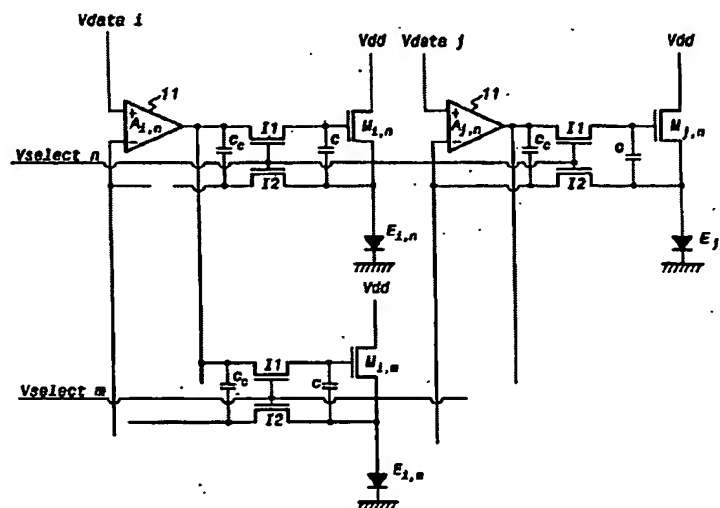 Vdata i
Vdd
Vdata j
Vdd
11
11
+
Ai,n
-
Cc
I1
C
Mi,n
+
Aj,n
-
Cc
I1
C
Mj,n
Vselect n
I2
I2
Ei,n
Ej
Vdd
Cc
I1
C
Mi,m
Vselect m
I2
Ei,m